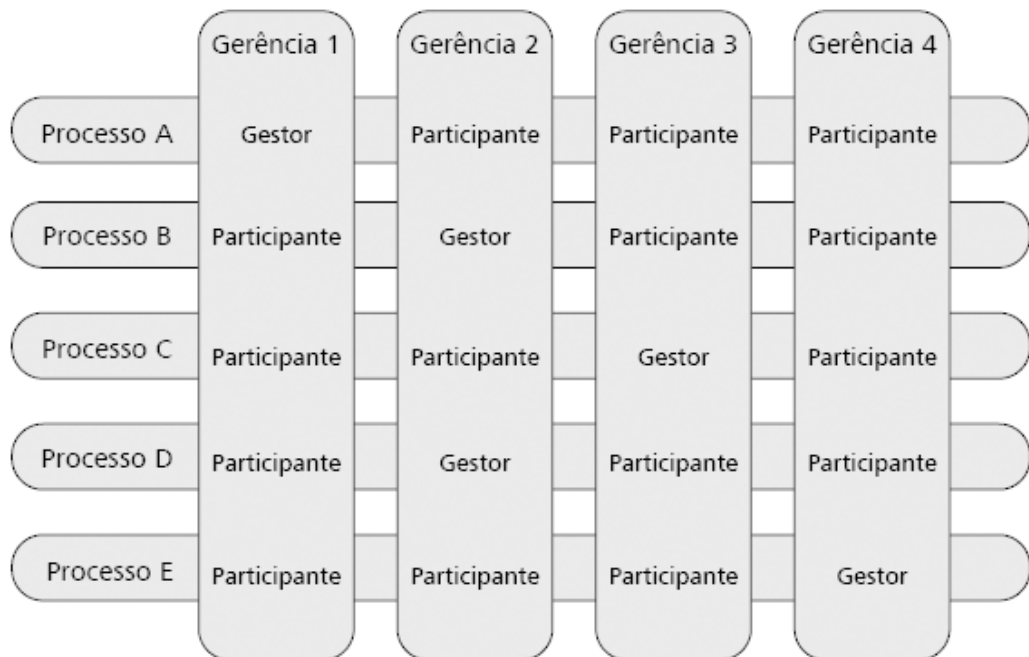 Gerência 1 Gerência 2 Gerência 3 Gerência 4
Processo A Gestor Participante Participante Participante
Processo B Participante Gestor Participante Participante
Processo C Participante Participante Gestor Participante
Processo D Participante Gestor Participante Participante
Processo E Participante Participante Participante Gestor